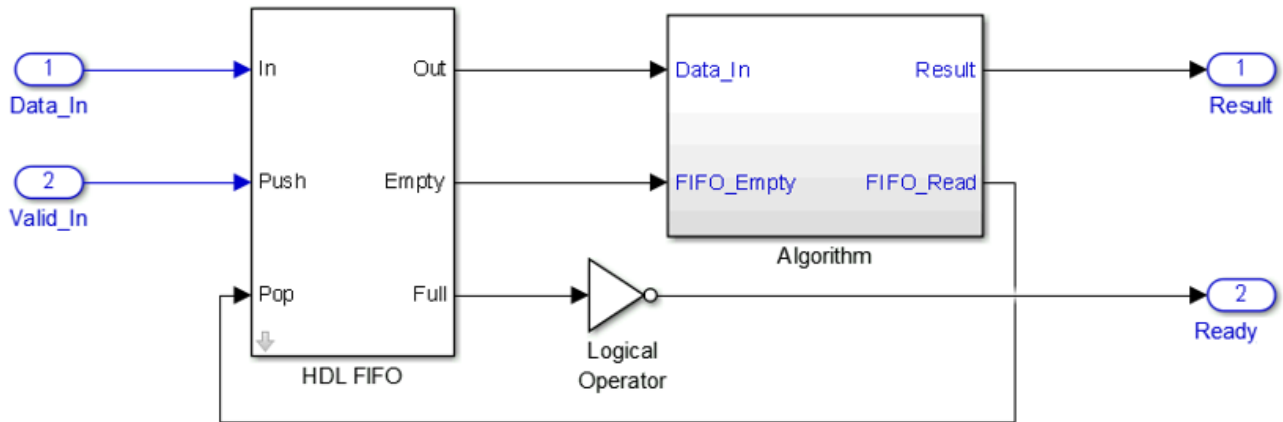 1
Data_In
2
Valid_In
In
Push
Pop
Out
Empty
Full
HDL FIFO
Data_In
FIFO_Empty
Result
FIFO_Read
Algorithm
Logical
Operator
1
Result
2
Ready